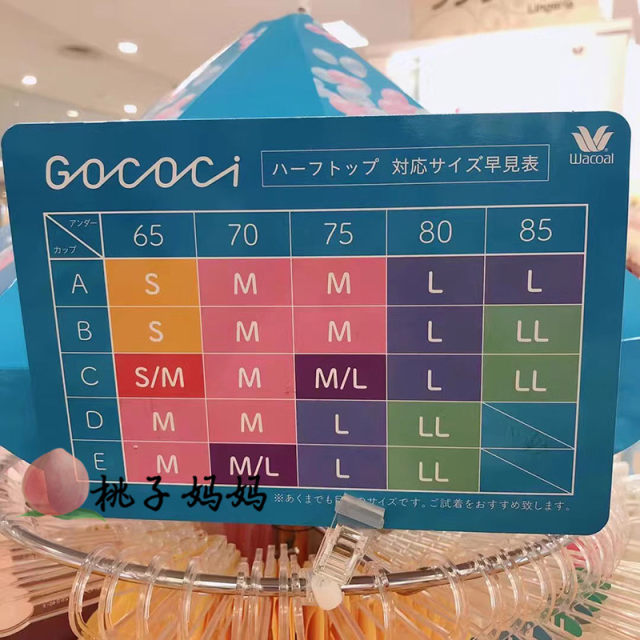 Lingerie
GOCOCi ハーフトップ 対応サイズ早見表
Wacoal
アンダー 65 70 75 80 85
カップ
A S M M L L
B S M M L LL
C S/M M M/L L LL
D M M L LL
E M M/L L LL
桃子妈妈
※あくまでも目安のサイズです。ご試着をおすすめ致します。